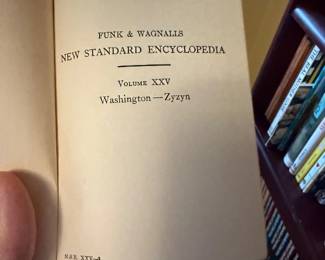 FUNK & WAGNALLS
NEW STANDARD ENCYCLOPEDIA
VOLUME XXV
Washington—Zyzyn